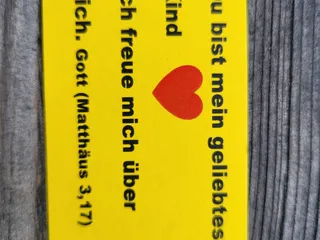 u bist mein geliebtes
ind
ch freue mich über
ich. Gott (Matthäus 3,17)